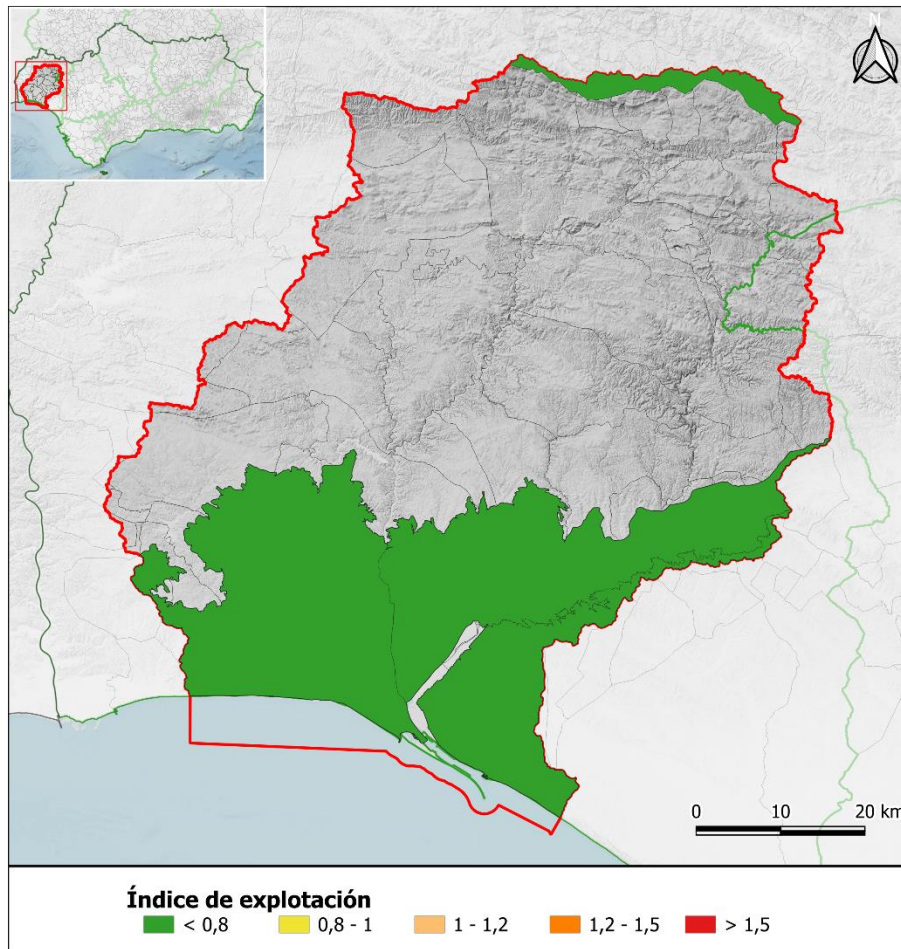 N
0 10 20 km
Índice de explotación
< 0,8 0,8 - 1 1 - 1,2 1,2 - 1,5 > 1,5